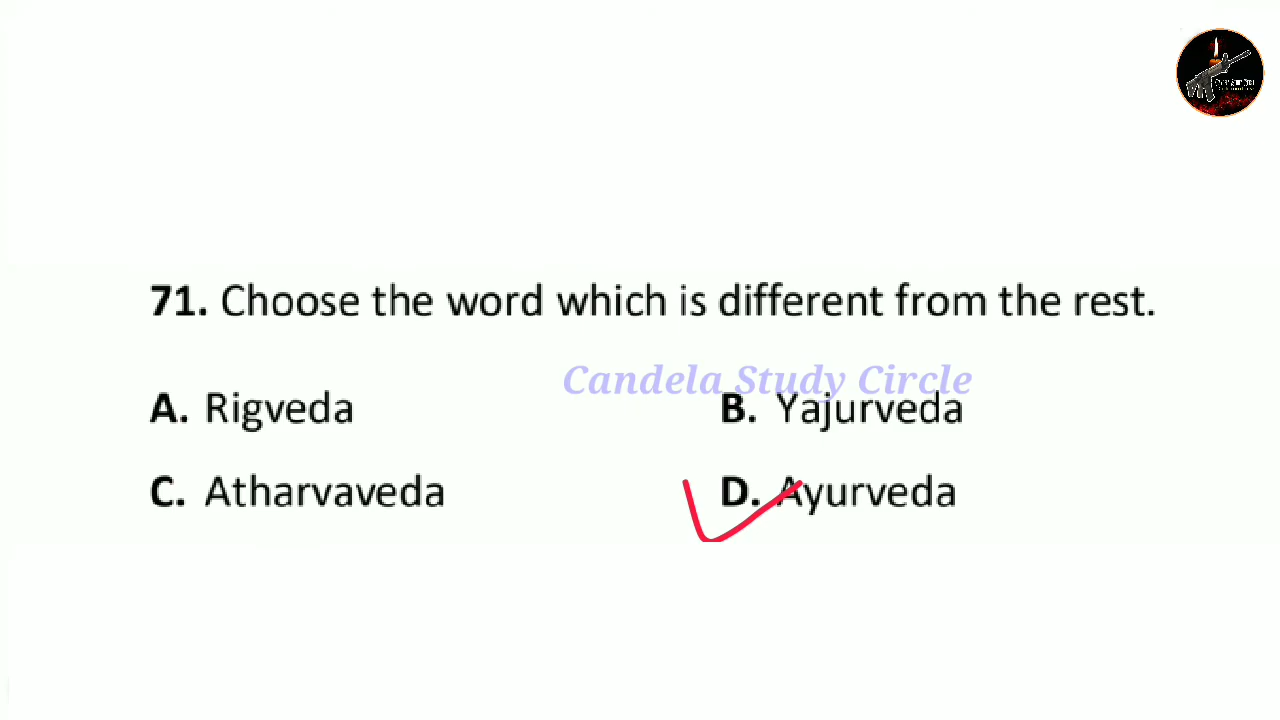 71. Choose the word which is different from the rest.
Candela Study Circle
A. Rigveda B. Yajurveda
C. Atharvaveda D. Ayurveda